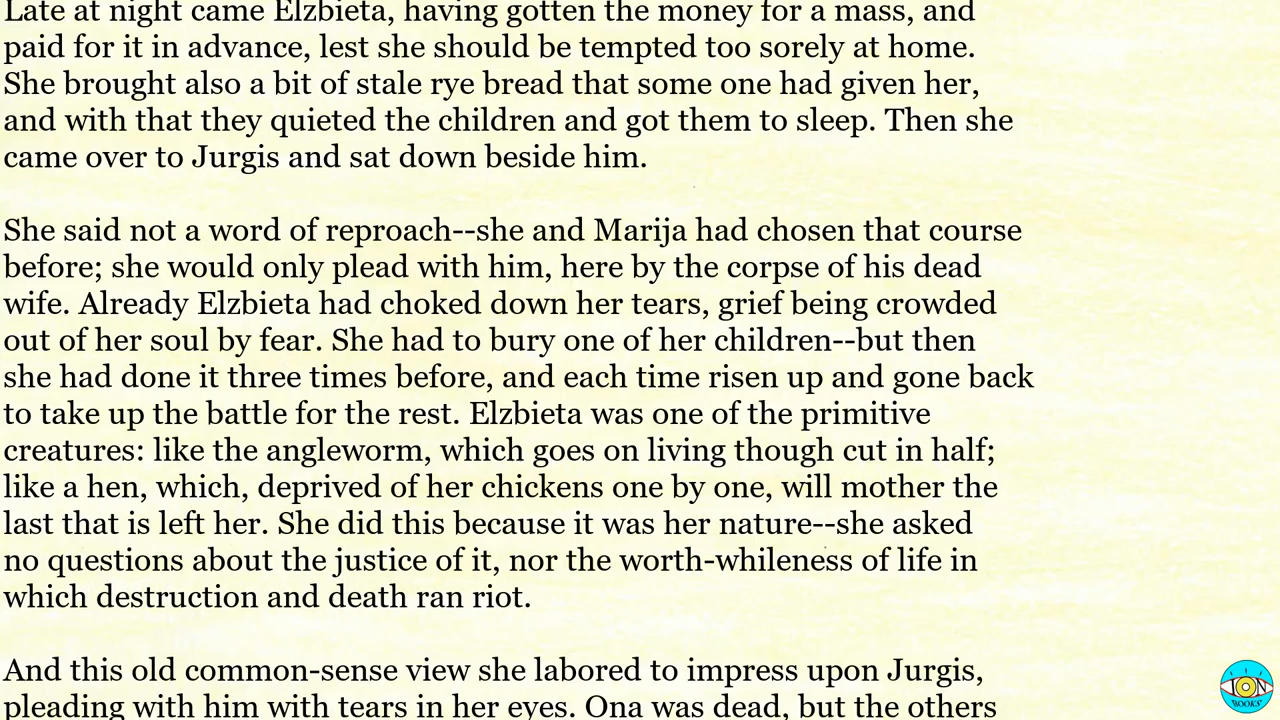 Late at night came Elzbieta, having gotten the money for a mass, and
paid for it in advance, lest she should be tempted too sorely at home.
She brought also a bit of stale rye bread that some one had given her,
and with that they quieted the children and got them to sleep. Then she
came over to Jurgis and sat down beside him.
She said not a word of reproach--she and Marija had chosen that course
before; she would only plead with him, here by the corpse of his dead
wife. Already Elzbieta had choked down her tears, grief being crowded
out of her soul by fear. She had to bury one of her children--but then
she had done it three times before, and each time risen up and gone back
to take up the battle for the rest. Elzbieta was one of the primitive
creatures: like the angleworm, which goes on living though cut in half;
like a hen, which, deprived of her chickens one by one, will mother the
last that is left her. She did this because it was her nature--she asked
no questions about the justice of it, nor the worth-whileness of life in
which destruction and death ran riot.
And this old common-sense view she labored to impress upon Jurgis,
pleading with him with tears in her eyes. Ona was dead, but the others
ION
BOOKS